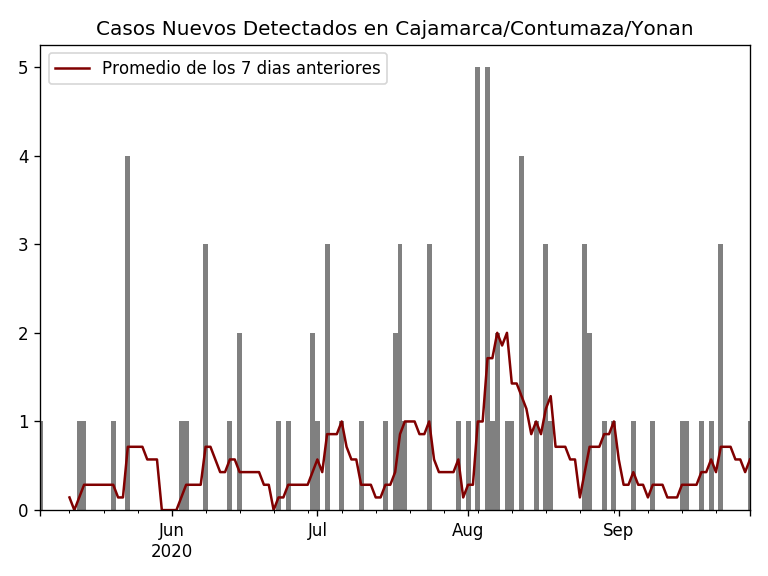 Casos Nuevos Detectados en Cajamarca/Contumaza/Yonan
Promedio de los 7 dias anteriores
5
4
3
2
1
0
Jun Jul Aug Sep
2020